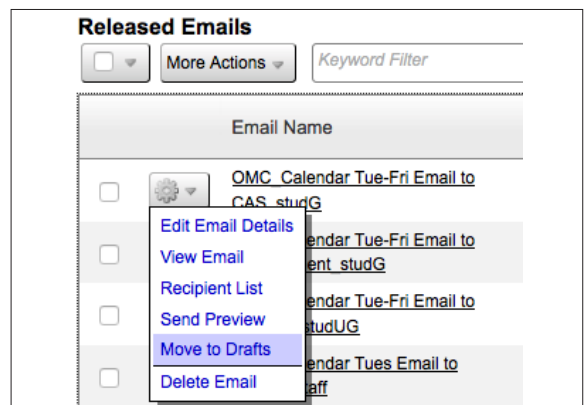 Released Emails
More Actions
Keyword Filter
Email Name
OMC_Calendar Tue-Fri Email to
CAS_studG
Edit Email Details
View Email
Recipient List
Send Preview
Move to Drafts
Delete Email
endar Tue-Fri Email to
ent_studG
endar Tue-Fri Email to
studUG
endar Tues Email to
aff